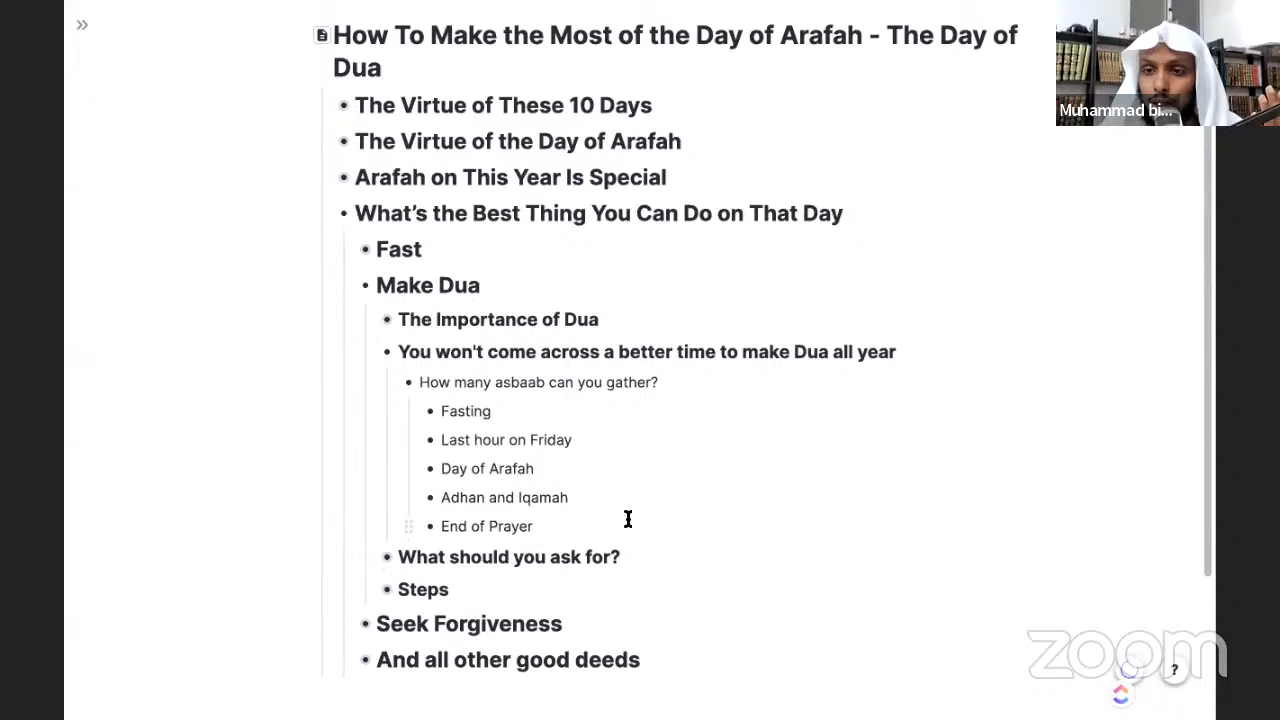 How To Make the Most of the Day of Arafah - The Day of
Dua
The Virtue of These 10 Days
The Virtue of the Day of Arafah
Arafah on This Year Is Special
What’s the Best Thing You Can Do on That Day
Fast
Make Dua
The Importance of Dua
You won't come across a better time to make Dua all year
How many asbaab can you gather?
Fasting
Last hour on Friday
Day of Arafah
Adhan and Iqamah
End of Prayer
What should you ask for?
Steps
Seek Forgiveness
And all other good deeds
Muhammad bi...
zoom
?